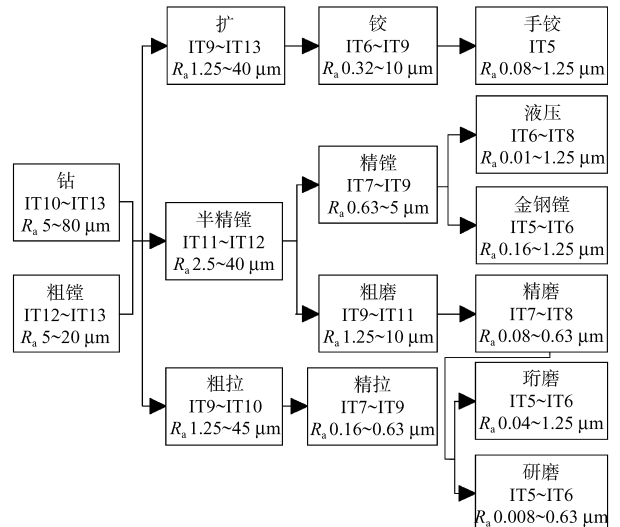 扩
IT9~IT13
Ra 1.25~40 μm
铰
IT6~IT9
Ra 0.32~10 μm
手铰
IT5
Ra 0.08~1.25 μm
液压
IT6~IT8
Ra 0.01~1.25 μm
钻
IT10~IT13
Ra 5~80 μm
精镗
IT7~IT9
Ra 0.63~5 μm
半精镗
IT11~IT12
Ra 2.5~40 μm
金钢镗
IT5~IT6
Ra 0.16~1.25 μm
粗镗
IT12~IT13
Ra 5~20 μm
粗磨
IT9~IT11
Ra 1.25~10 μm
精磨
IT7~IT8
Ra 0.08~0.63 μm
粗拉
IT9~IT10
Ra 1.25~45 μm
精拉
IT7~IT9
Ra 0.16~0.63 μm
珩磨
IT5~IT6
Ra 0.04~1.25 μm
研磨
IT5~IT6
Ra 0.008~0.63 μm